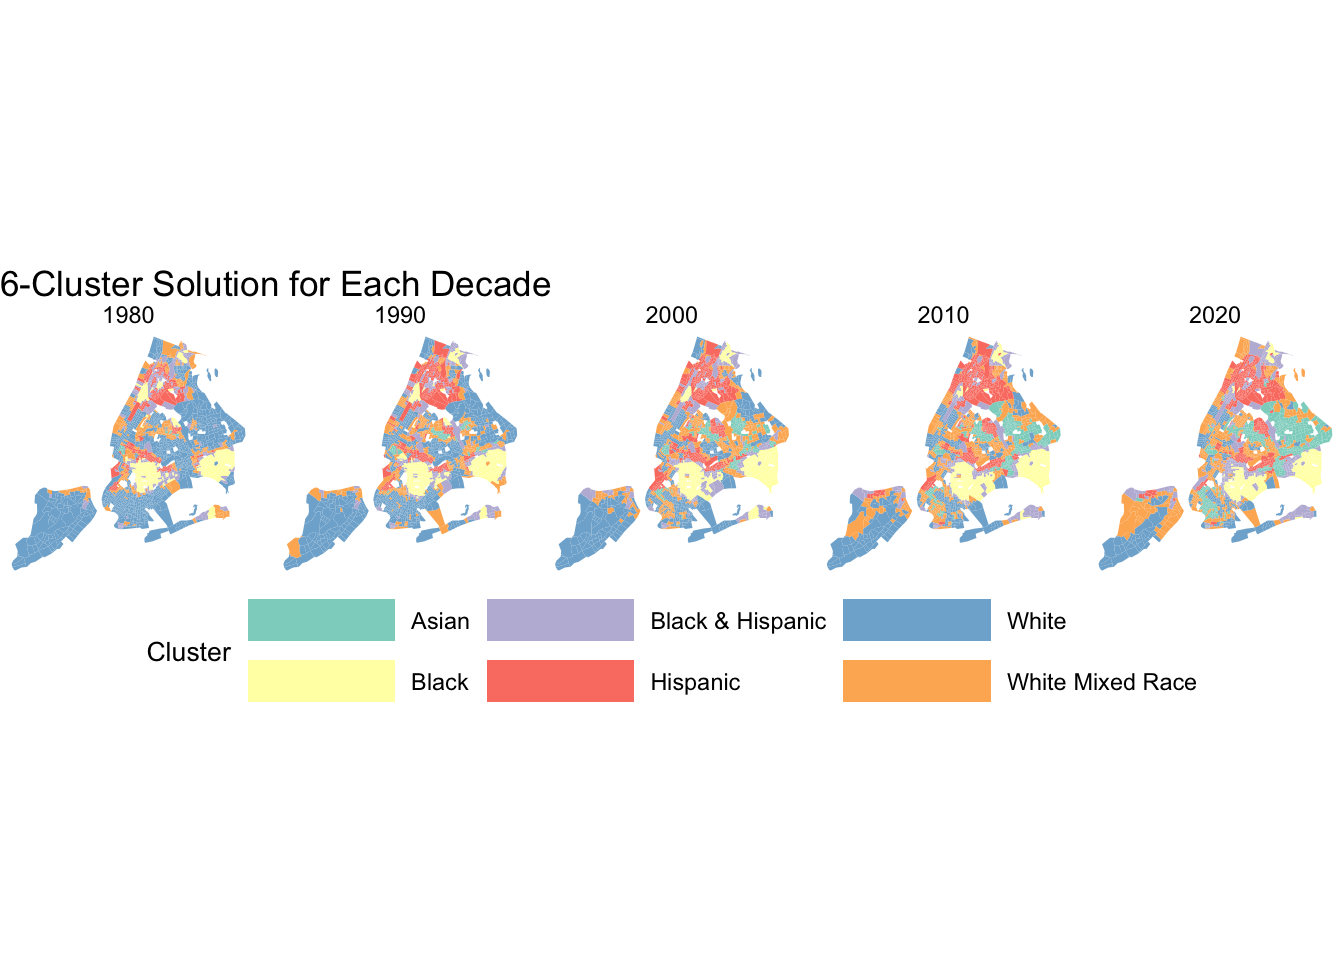 6-Cluster Solution for Each Decade
1980 1990 2000 2010 2020
Cluster
Asian Black & Hispanic White
Black Hispanic White Mixed Race